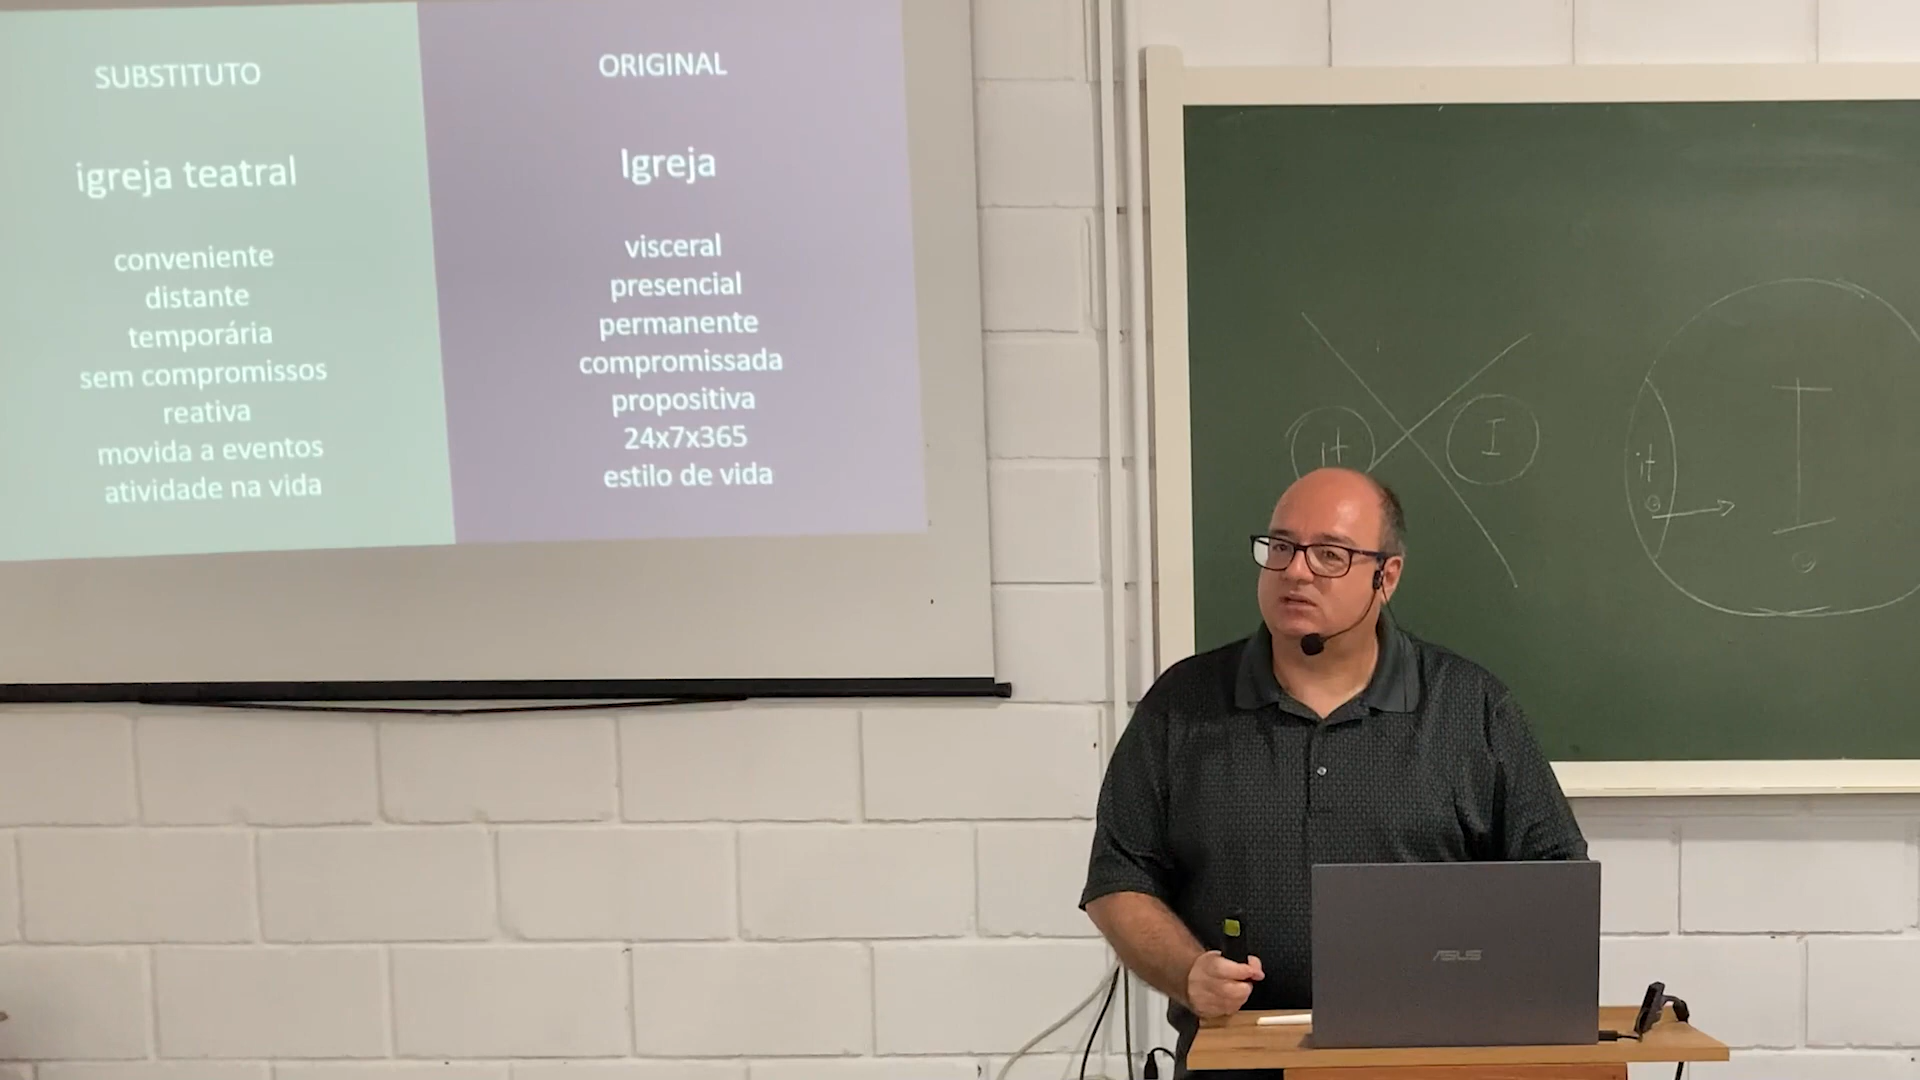 SUBSTITUTO
igreja teatral
conveniente
distante
temporária
sem compromissos
reativa
movida a eventos
atividade na vida
ORIGINAL
Igreja
visceral
presencial
permanente
compromissada
propositiva
24x7x365
estilo de vida
it
I
it
I
ASUS